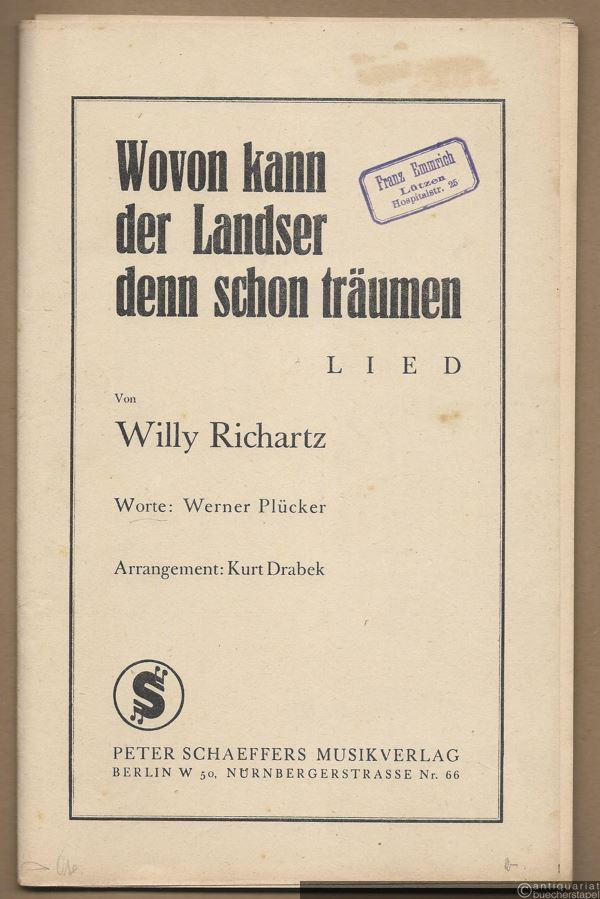 Wovon kann
der Landser
denn schon träumen
Franz Emmrich
Lützen
Hospitalstr. 25
LIED
Von
Willy Richartz
Worte: Werner Plücker
Arrangement: Kurt Drabek
S
PETER SCHAEFFERS MUSIKVERLAG
BERLIN W 50, NÜRNBERGERSTRASSE Nr. 66
©antiquariat
buecherstapel